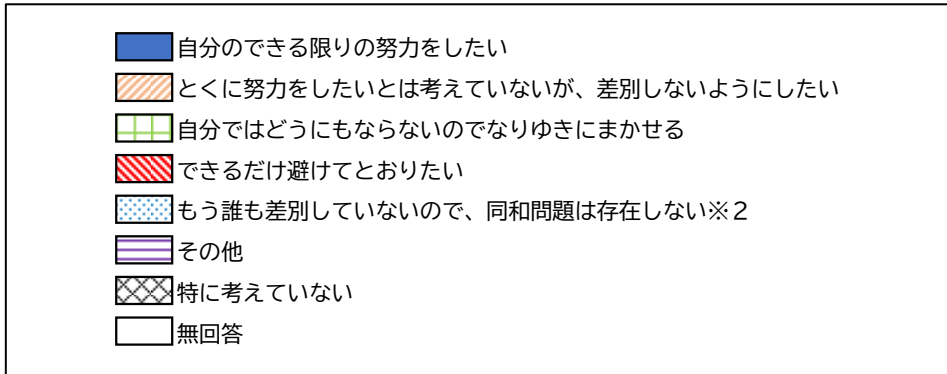 自分のできる限りの努力をしたい
とくに努力をしたいとは考えていないが、差別しないようにしたい
自分ではどうにもならないのでなりゆきにまかせる
できるだけ避けてとおりたい
もう誰も差別していないので、同和問題は存在しない※２
その他
特に考えていない
無回答